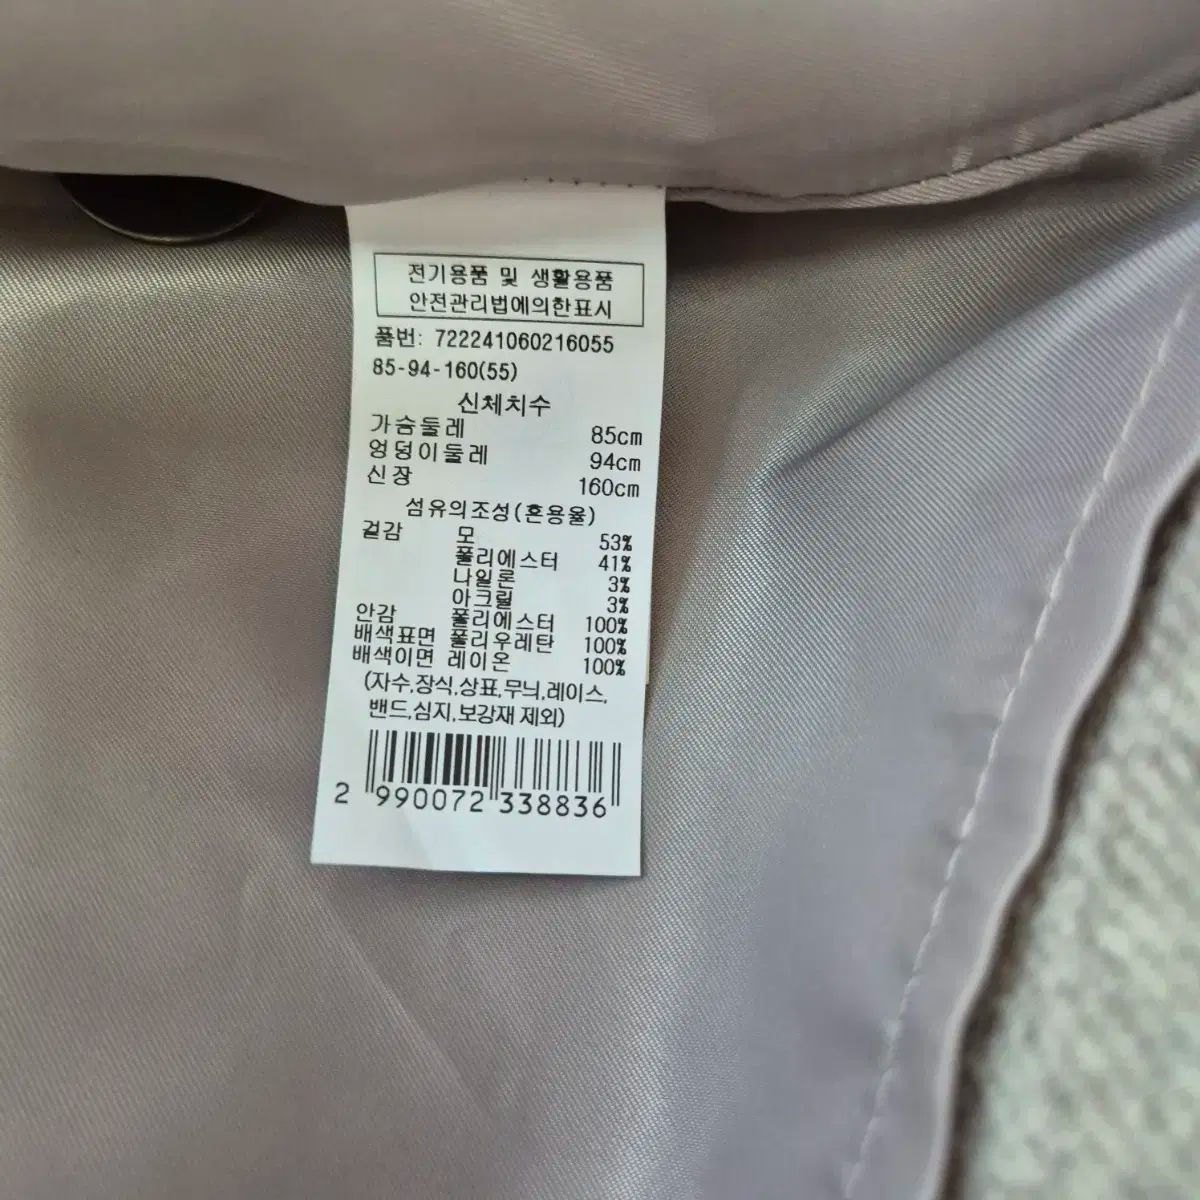 전기용품 및 생활용품
안전관리법에의한표시
품번: 722241060216055
85-94-160(55)
신체치수
가슴둘레 85cm
엉덩이둘레 94cm
신장 160cm
섬유의조성(혼용율)
겉감 모 53%
폴리에스터 41%
나일론 3%
아크릴 3%
안감 폴리에스터 100%
배색표면 폴리우레탄 100%
배색이면 레이온 100%
(자수,장식,상표,무늬,레이스,
밴드,심지,보강재 제외)
2 990072 338836